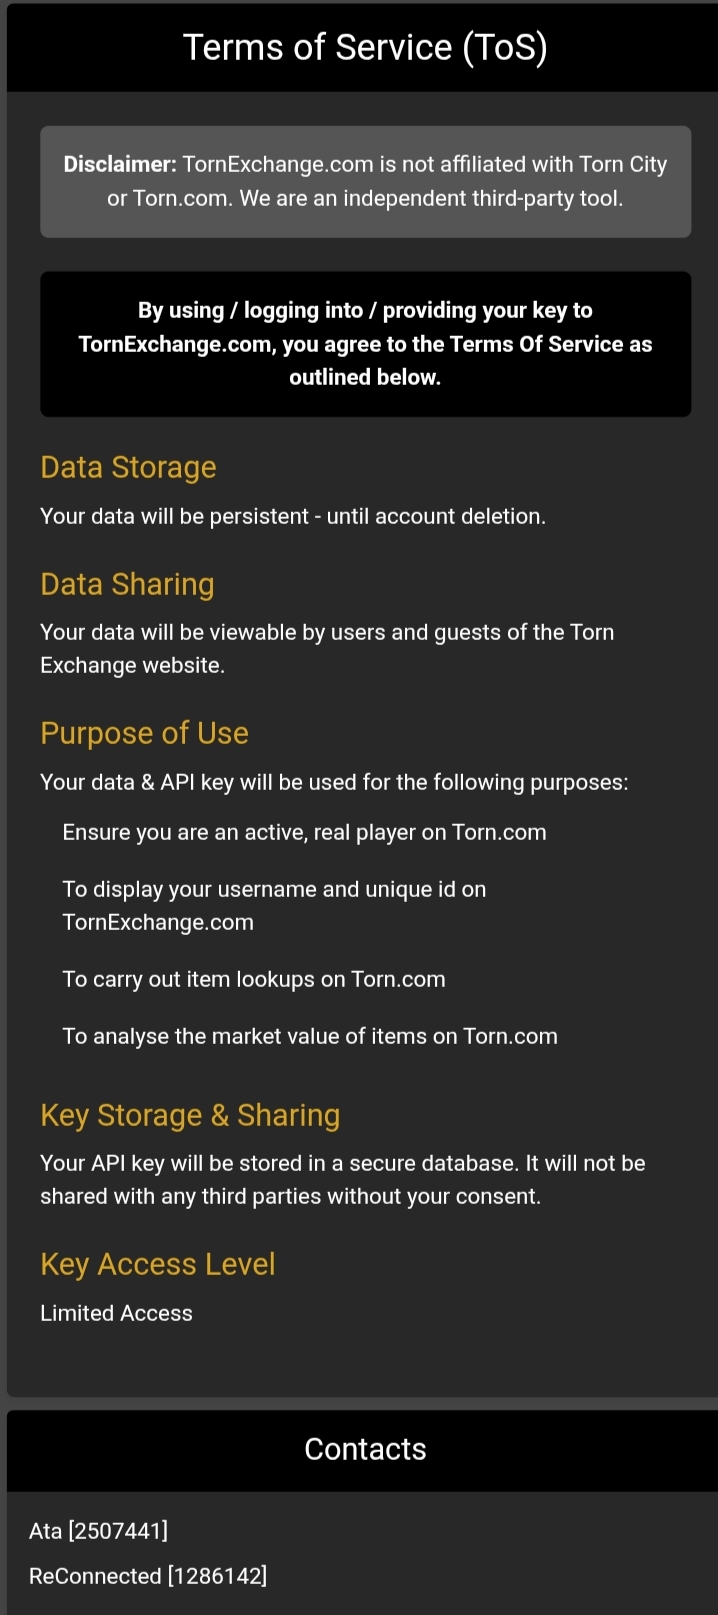 Terms of Service (ToS)
Disclaimer: TornExchange.com is not affiliated with Torn City
or Torn.com. We are an independent third-party tool.
By using / logging into / providing your key to
TornExchange.com, you agree to the Terms Of Service as
outlined below.
Data Storage
Your data will be persistent - until account deletion.
Data Sharing
Your data will be viewable by users and guests of the Torn
Exchange website.
Purpose of Use
Your data & API key will be used for the following purposes:
Ensure you are an active, real player on Torn.com
To display your username and unique id on
TornExchange.com
To carry out item lookups on Torn.com
To analyse the market value of items on Torn.com
Key Storage & Sharing
Your API key will be stored in a secure database. It will not be
shared with any third parties without your consent.
Key Access Level
Limited Access
Contacts
Ata [2507441]
ReConnected [1286142]